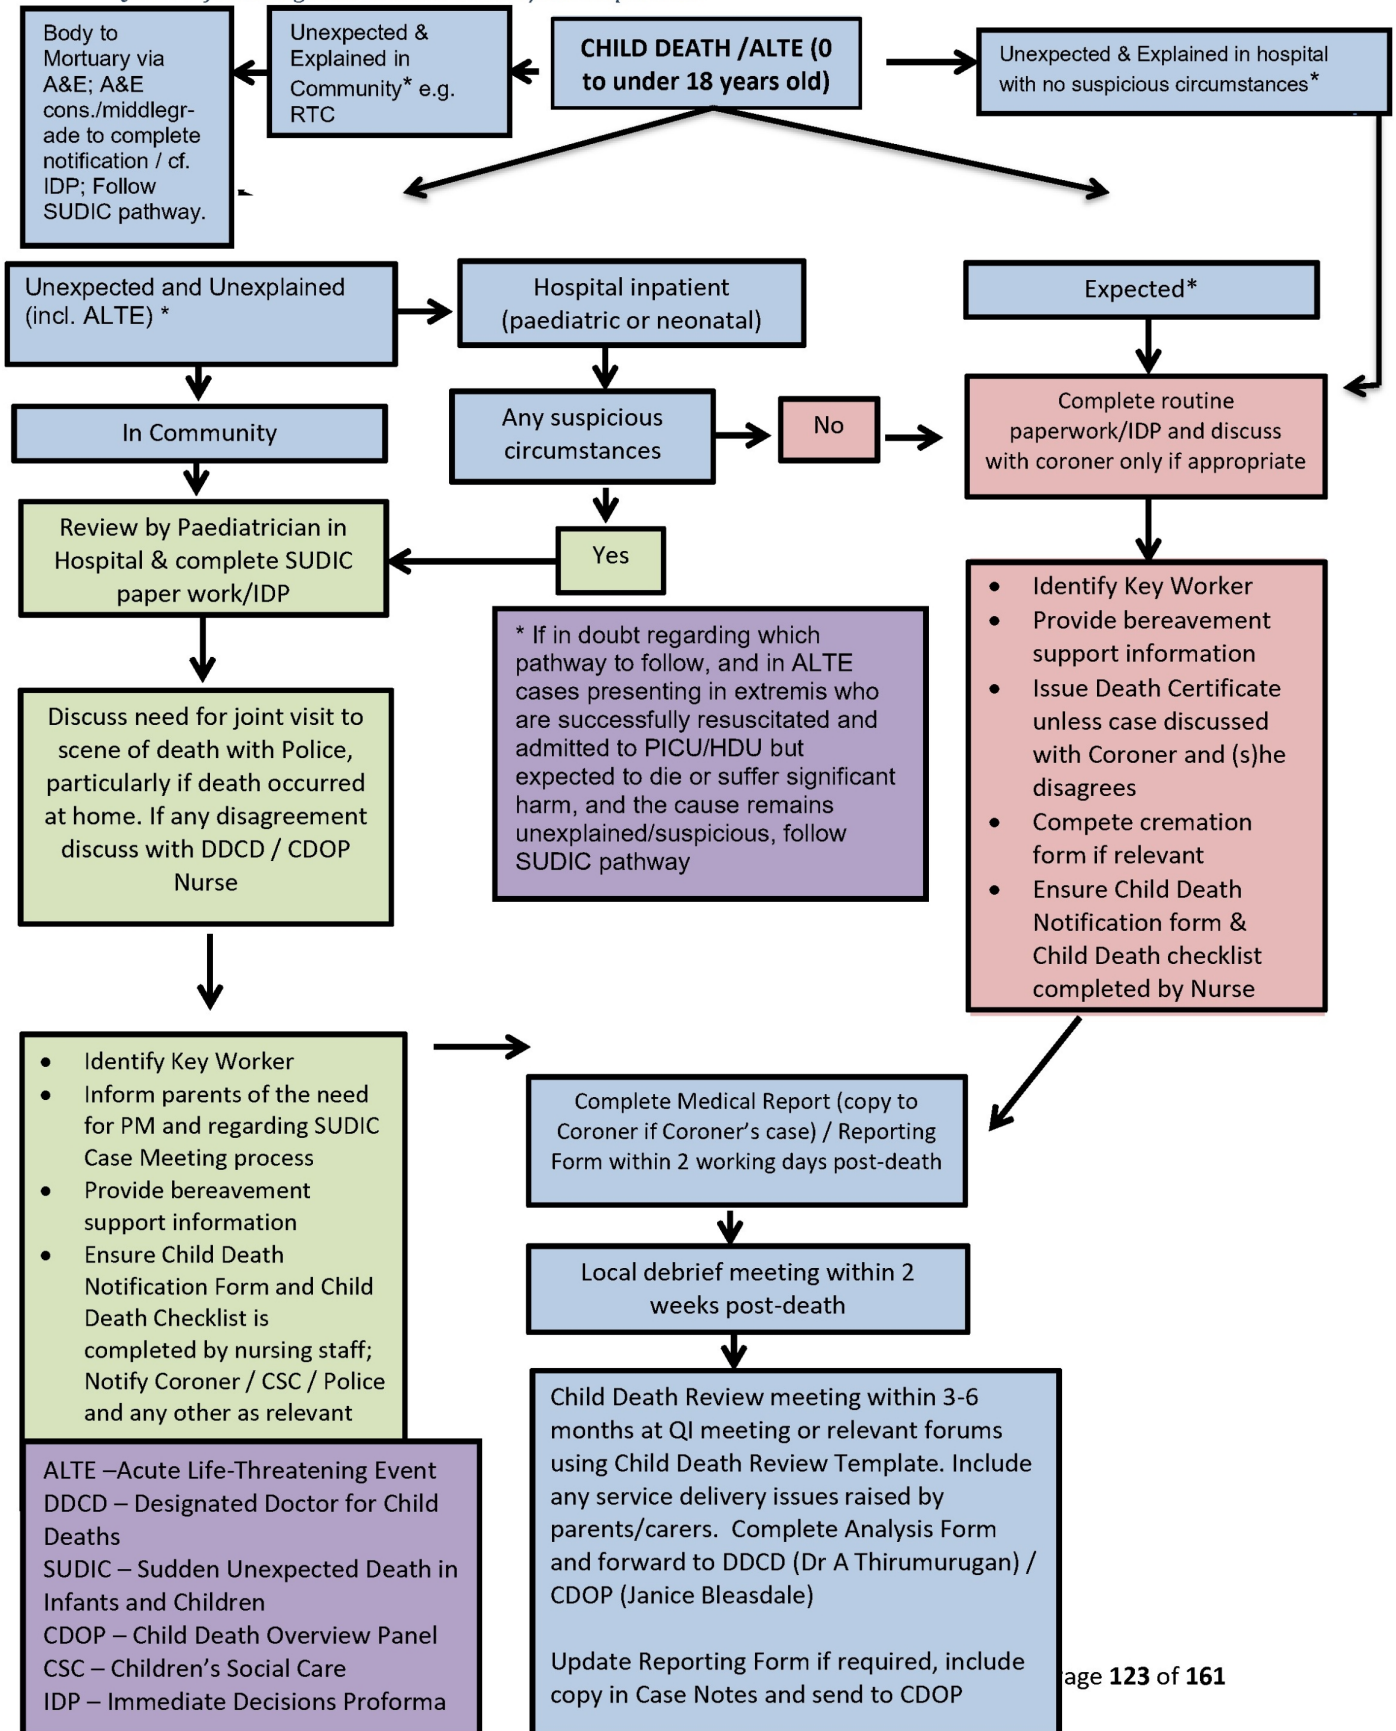 Body to
Mortuary via
A&E; A&E
cons./middlegr-
ade to complete
notification / cf.
IDP; Follow
SUDIC pathway.
Unexpected &
Explained in
Community* e.g.
RTC
CHILD DEATH /ALTE (0
to under 18 years old)
Unexpected & Explained in hospital
with no suspicious circumstances*
Unexpected and Unexplained
(incl. ALTE) *
Hospital inpatient
(paediatric or neonatal)
Expected*
In Community
Any suspicious
circumstances
No
Complete routine
paperwork/IDP and discuss
with coroner only if appropriate
Review by Paediatrician in
Hospital & complete SUDIC
paper work/IDP
Yes
* If in doubt regarding which
pathway to follow, and in ALTE
cases presenting in extremis who
are successfully resuscitated and
admitted to PICU/HDU but
expected to die or suffer significant
harm, and the cause remains
unexplained/suspicious, follow
SUDIC pathway
• Identify Key Worker
• Provide bereavement
support information
• Issue Death Certificate
unless case discussed
with Coroner and (s)he
disagrees
• Compete cremation
form if relevant
• Ensure Child Death
Notification form &
Child Death checklist
completed by Nurse
Discuss need for joint visit to
scene of death with Police,
particularly if death occurred
at home. If any disagreement
discuss with DDCD / CDOP
Nurse
• Identify Key Worker
• Inform parents of the need
for PM and regarding SUDIC
Case Meeting process
• Provide bereavement
support information
• Ensure Child Death
Notification Form and Child
Death Checklist is
completed by nursing staff;
Notify Coroner / CSC / Police
and any other as relevant
Complete Medical Report (copy to
Coroner if Coroner's case) / Reporting
Form within 2 working days post-death
Local debrief meeting within 2
weeks post-death
Child Death Review meeting within 3-6
months at QI meeting or relevant forums
using Child Death Review Template. Include
any service delivery issues raised by
parents/carers. Complete Analysis Form
and forward to DDCD (Dr A Thirumurugan) /
CDOP (Janice Bleasdale)
Update Reporting Form if required, include
copy in Case Notes and send to CDOP
ALTE –Acute Life-Threatening Event
DDCD – Designated Doctor for Child
Deaths
SUDIC – Sudden Unexpected Death in
Infants and Children
CDOP – Child Death Overview Panel
CSC – Children's Social Care
IDP – Immediate Decisions Proforma
age 123 of 161